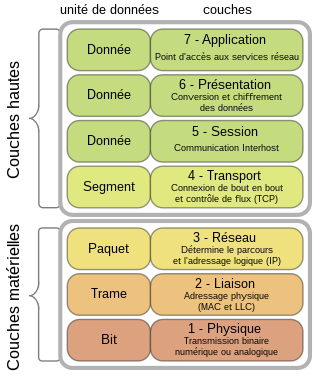 unité de données couches
Couches hautes
Donnée
7 - Application
Point d'accès aux services réseau
Donnée
6 - Présentation
Conversion et chiffrement
des données
Donnée
5 - Session
Communication Interhost
Segment
4 - Transport
Connexion de bout en bout
et contrôle de flux (TCP)
Couches matérielles
Paquet
3 - Réseau
Détermine le parcours
et l'adressage logique (IP)
Trame
2 - Liaison
Adressage physique
(MAC et LLC)
Bit
1 - Physique
Transmission binaire
numérique ou analogique